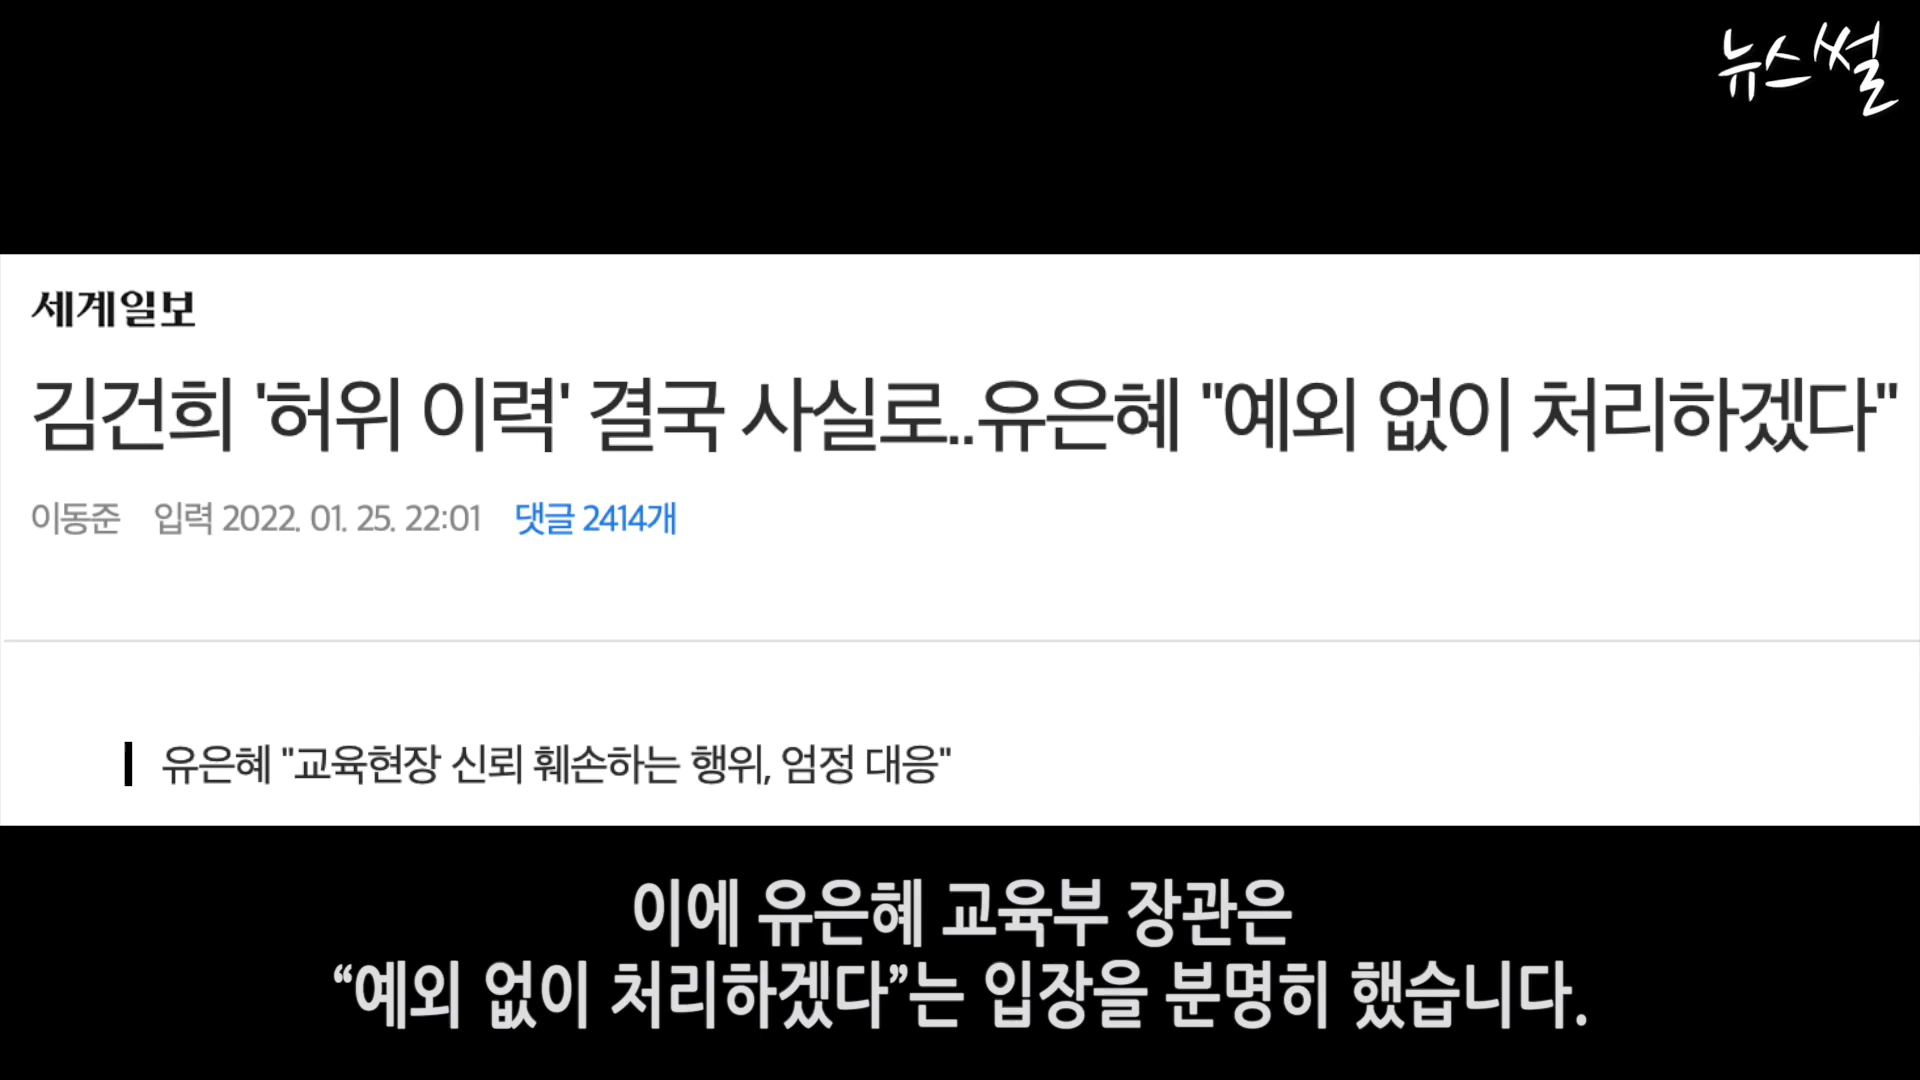 뉴스썰
세계일보
김건희 '허위 이력' 결국 사실로..유은혜 "예외 없이 처리하겠다"
이동준 입력 2022. 01. 25. 22:01 댓글 2414개
유은혜 "교육현장 신뢰 훼손하는 행위, 엄정 대응"
이에 유은혜 교육부 장관은
“예외 없이 처리하겠다”는 입장을 분명히 했습니다.